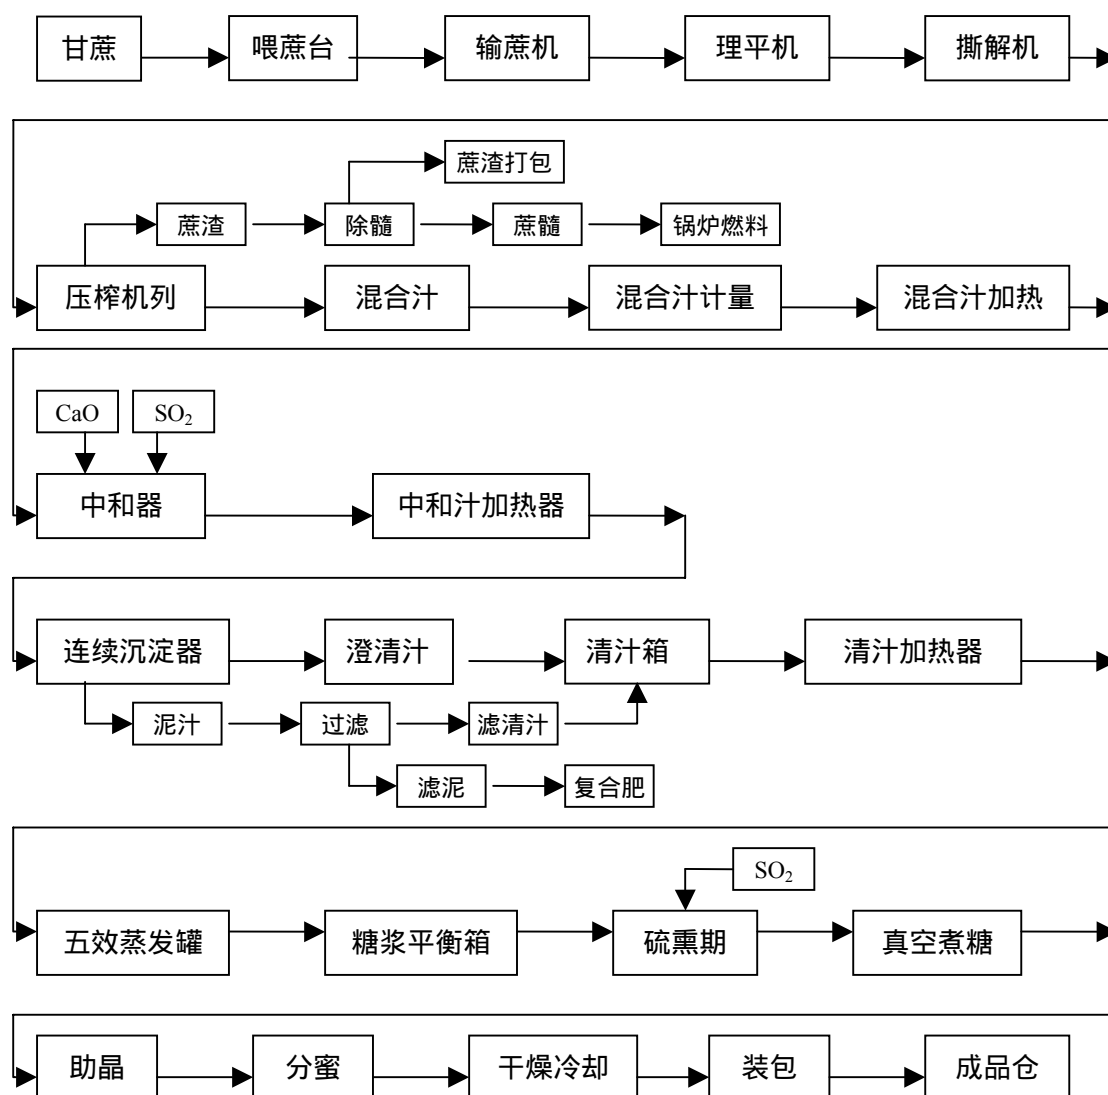 甘蔗
喂蔗台
输蔗机
理平机
撕解机
蔗渣打包
蔗渣
除髓
蔗髓
锅炉燃料
压榨机列
混合汁
混合汁计量
混合汁加热
CaO
SO₂
中和器
中和汁加热器
连续沉淀器
澄清汁
清汁箱
清汁加热器
泥汁
过滤
滤清汁
滤泥
复合肥
SO₂
五效蒸发罐
糖浆平衡箱
硫熏期
真空煮糖
助晶
分蜜
干燥冷却
装包
成品仓